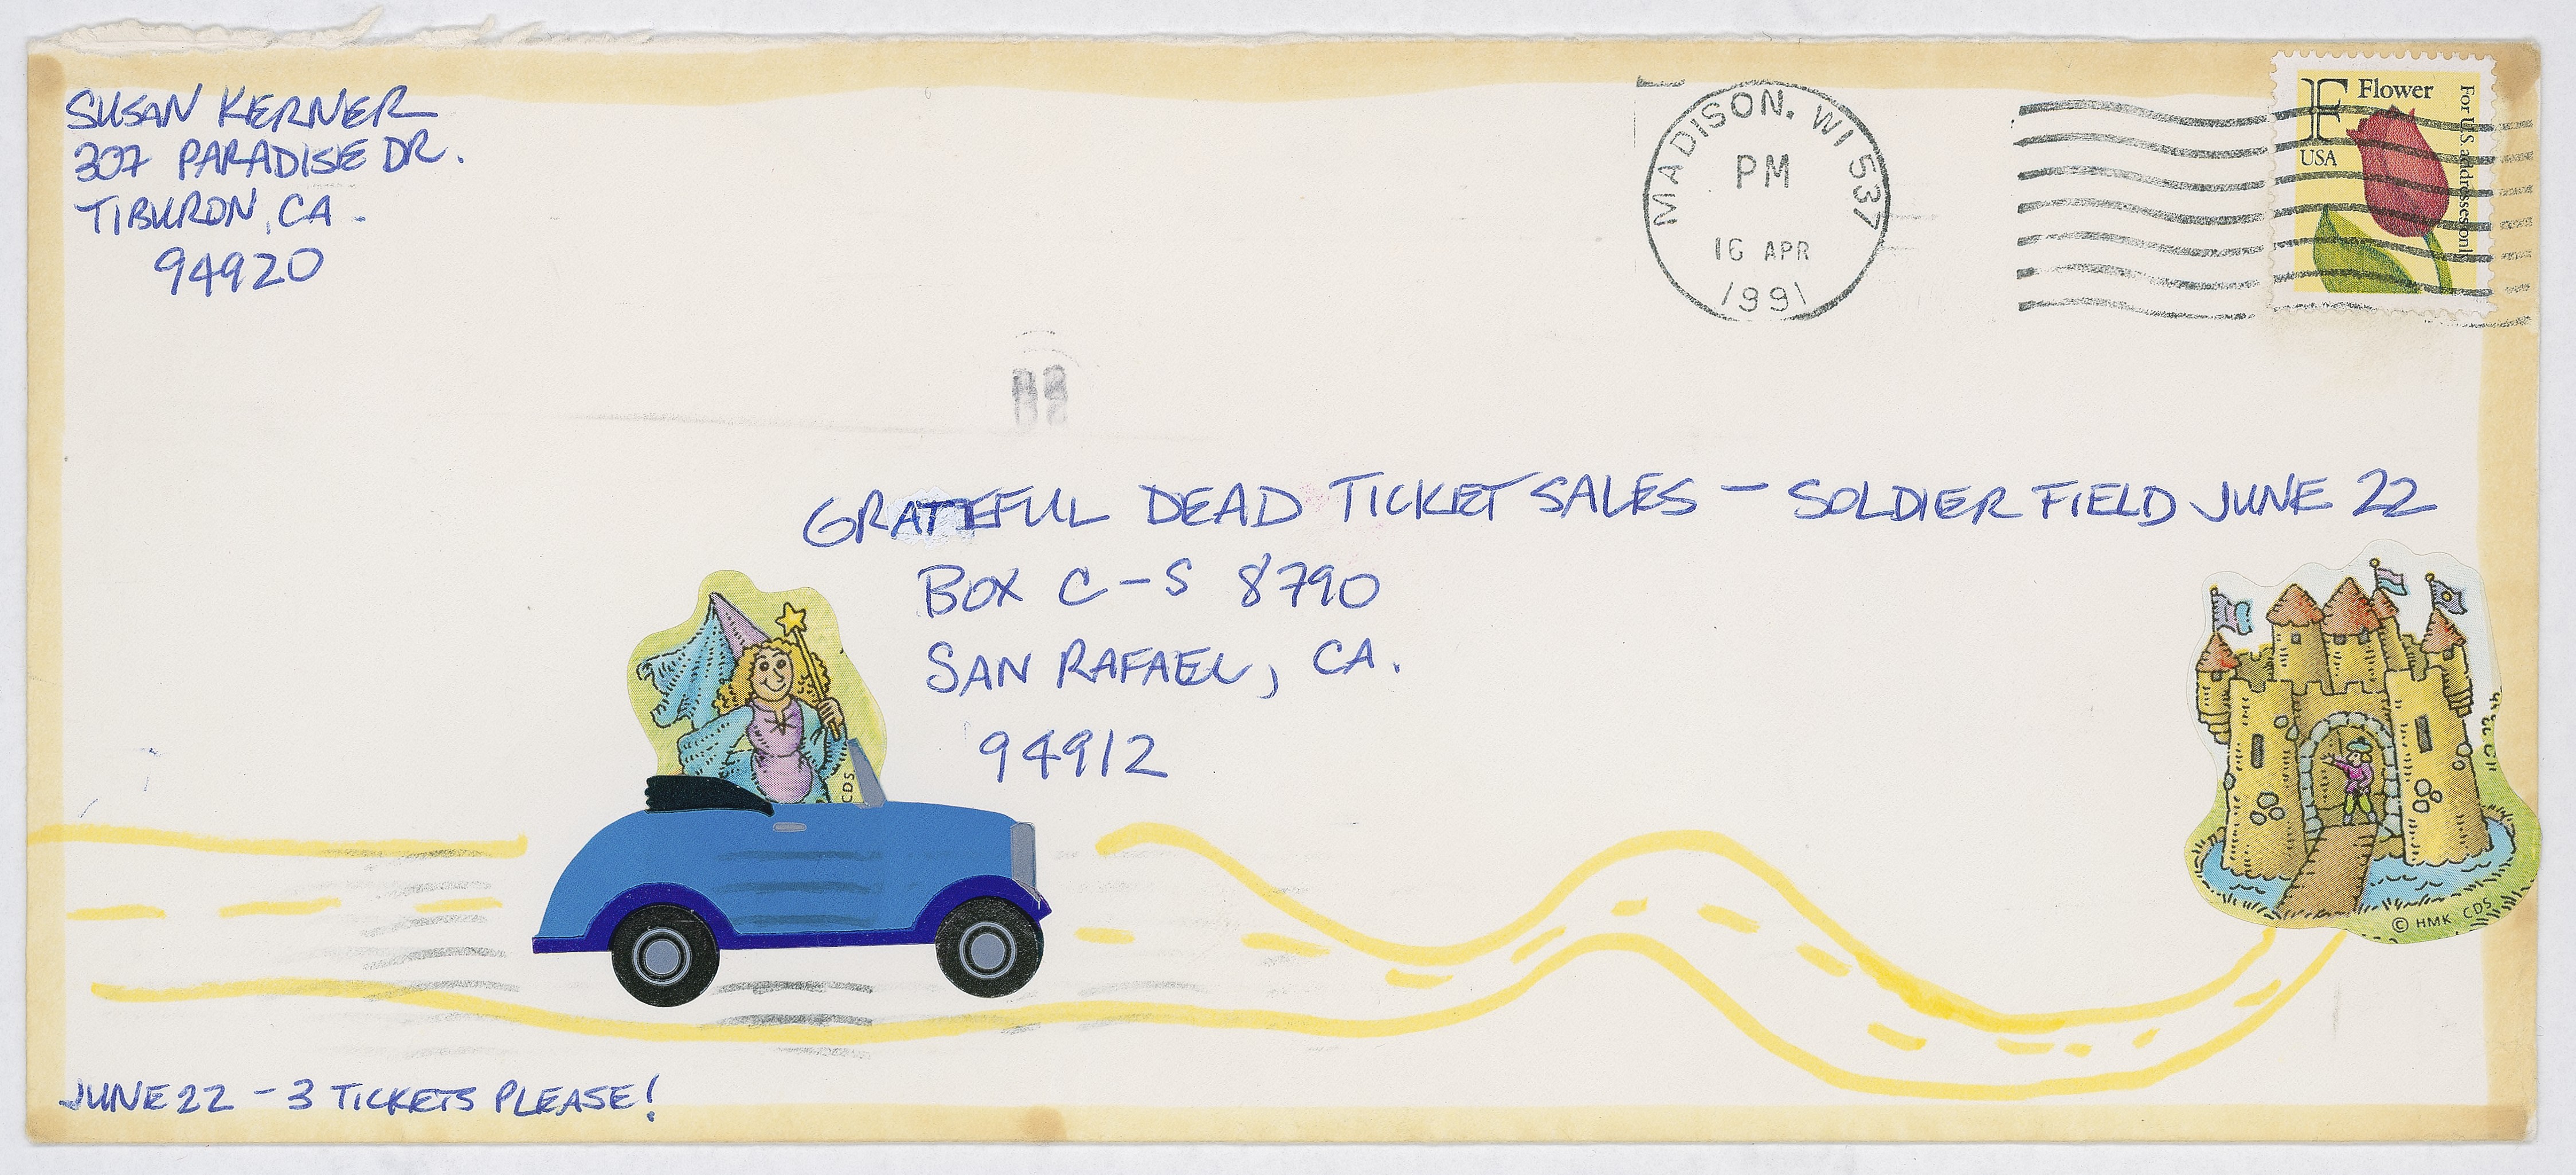 SUSAN KERNER
307 PARADISE DR.
TIBURON, CA.
94920
MADISON. WI 537
PM
16 APR
1991
F Flower
USA
For U.S. addresses only
GRATEFUL DEAD TICKET SALES – SOLDIER FIELD JUNE 22
BOX C-S 8790
SAN RAFAEL, CA.
94912
CDS
© HMK CDS
JUNE 22 – 3 TICKETS PLEASE!